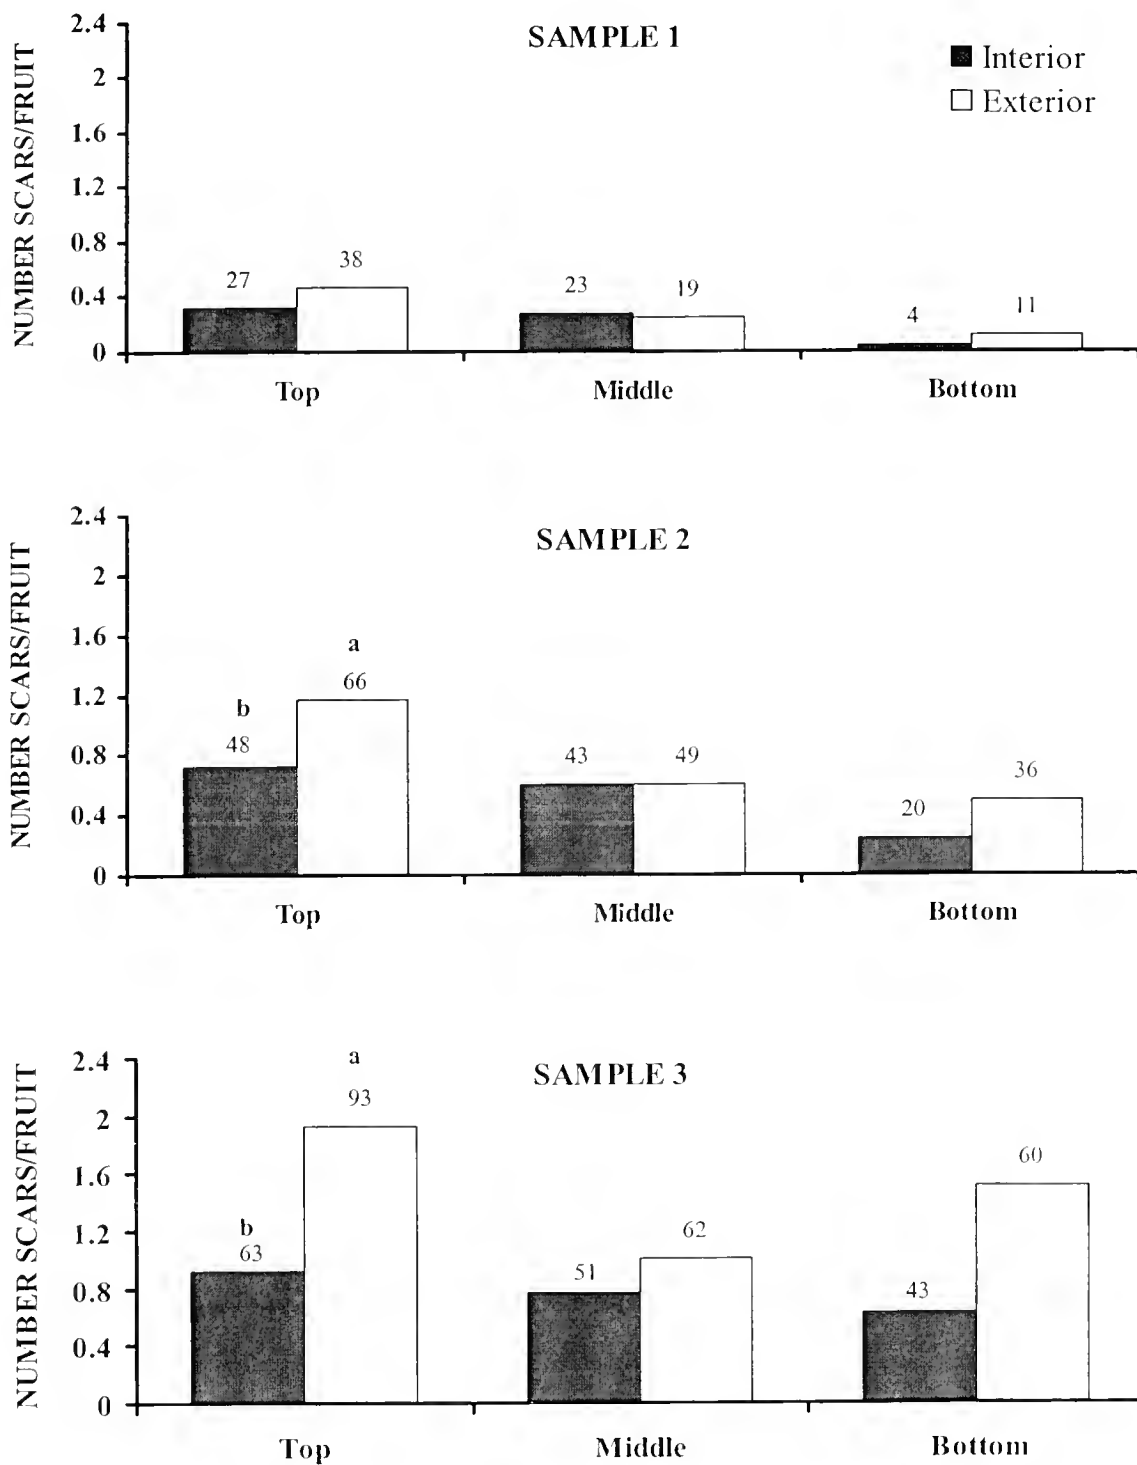 SAMPLE 1
Interior
Exterior
NUMBER SCARS/FRUIT
2.4
2
1.6
1.2
0.8
0.4
0
27
38
23
19
4
11
Top
Middle
Bottom
SAMPLE 2
NUMBER SCARS/FRUIT
2.4
2
1.6
1.2
0.8
0.4
0
b
48
a
66
43
49
20
36
Top
Middle
Bottom
SAMPLE 3
NUMBER SCARS/FRUIT
2.4
2
1.6
1.2
0.8
0.4
0
b
63
a
93
51
62
43
60
Top
Middle
Bottom